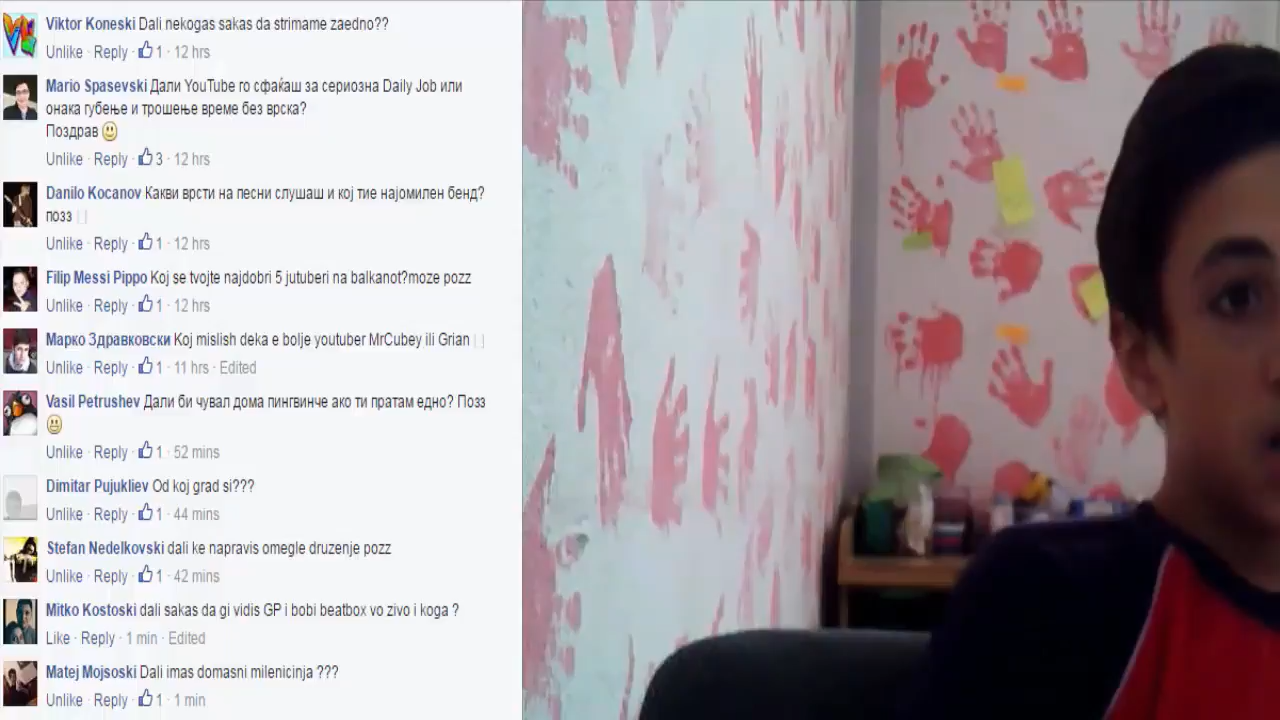 Viktor Koneski Dali nekogas sakas da strimame zaedno??
Unlike · Reply · 1 · 12 hrs
Mario Spasevski Дали YouTube го сфаќаш за сериозна Daily Job или
онака губење и трошење време без врска?
Поздрав
Unlike · Reply · 3 · 12 hrs
Danilo Kocanov Какви врсти на песни слушаш и кој тие најомилен бенд?
позз
Unlike · Reply · 1 · 12 hrs
Filip Messi Pippo Koj se tvojte najdobri 5 jutuberi na balkanot?moze pozz
Unlike · Reply · 1 · 12 hrs
Марко Здравковски Koj mislish deka e bolje youtuber MrCubey ili Grian
Unlike · Reply · 1 · 11 hrs · Edited
Vasil Petrushev Дали би чувал дома пингвинче ако ти пратам едно? Позз
Unlike · Reply · 1 · 52 mins
Dimitar Pujukliev Od koj grad si???
Unlike · Reply · 1 · 44 mins
Stefan Nedelkovski dali ke napravis omegle druzenje pozz
Unlike · Reply · 1 · 42 mins
Mitko Kostoski dali sakas da gi vidis GP i bobi beatbox vo zivo i koga ?
Like · Reply · 1 min · Edited
Matej Mojsoski Dali imas domasni milenicinja ???
Unlike · Reply · 1 · 1 min